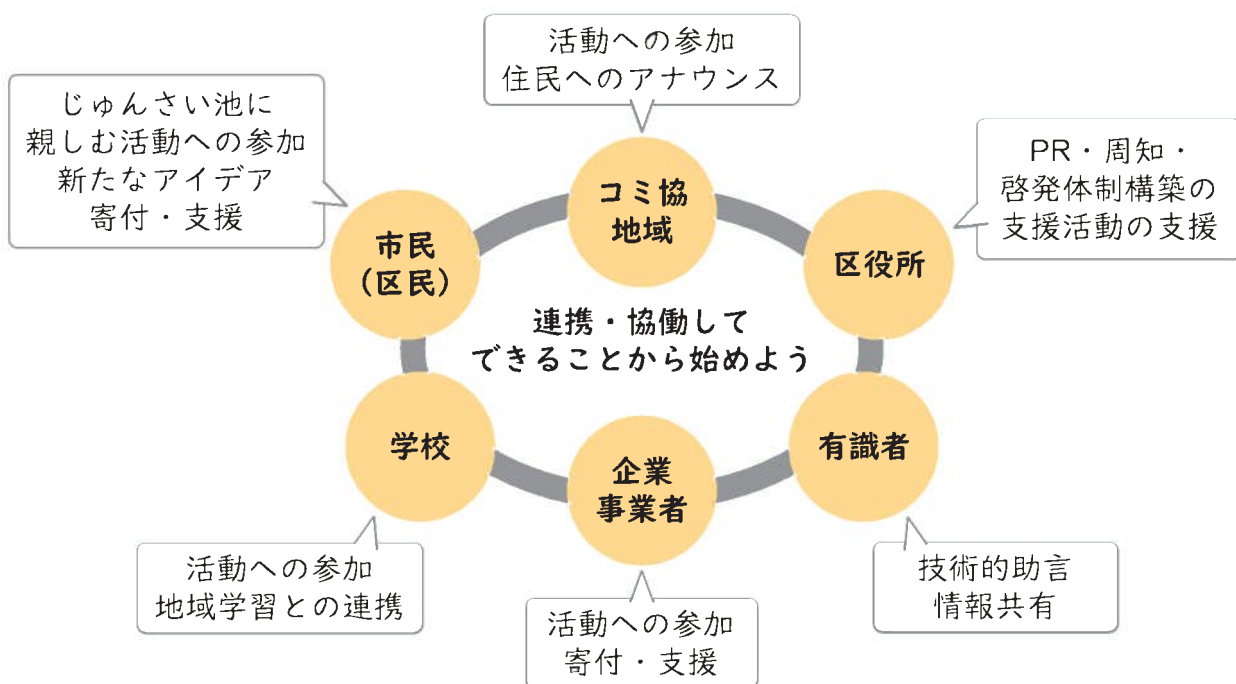 活動への参加
住民へのアナウンス
じゅんさい池に
親しむ活動への参加
新たなアイデア
寄付・支援
PR・周知・
啓発体制構築の
支援活動の支援
コミ協
地域
市民
(区民)
区役所
連携・協働して
できることから始めよう
学校
企業
事業者
有識者
活動への参加
地域学習との連携
活動への参加
寄付・支援
技術的助言
情報共有